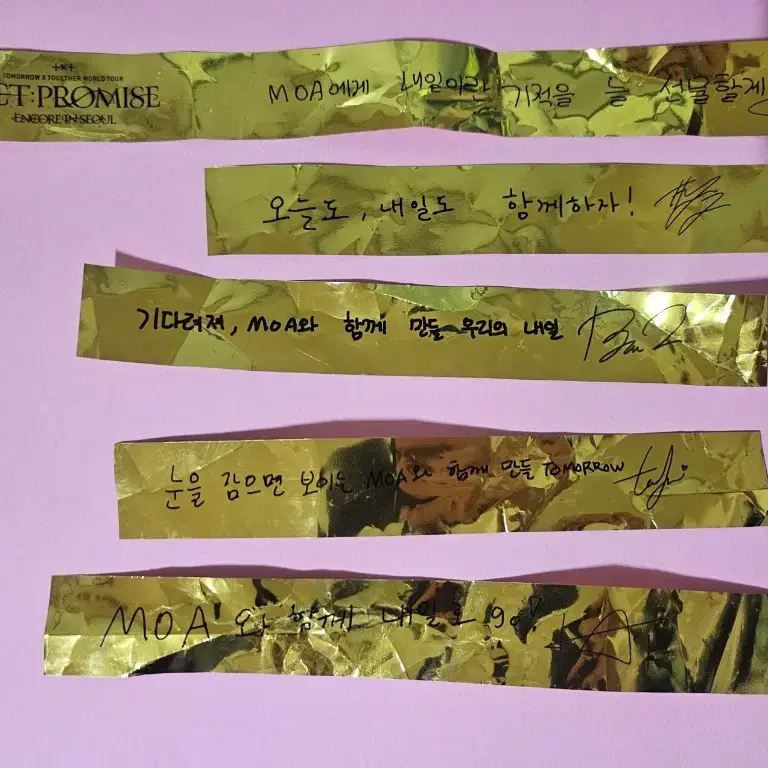 +x+
TOMORROW X TOGETHER WORLD TOUR
ET:PROMISE
ENCORE IN SEOUL
MOA에게 내일이란 기적을 늘 선물할게
오늘도, 내일도 함께하자!
기다려져, MOA와 함께 만들 우리의 내일
눈을 감으면 보이는 MOA와 함께 만들 TOMORROW
MOA와 함께 내일로 go!